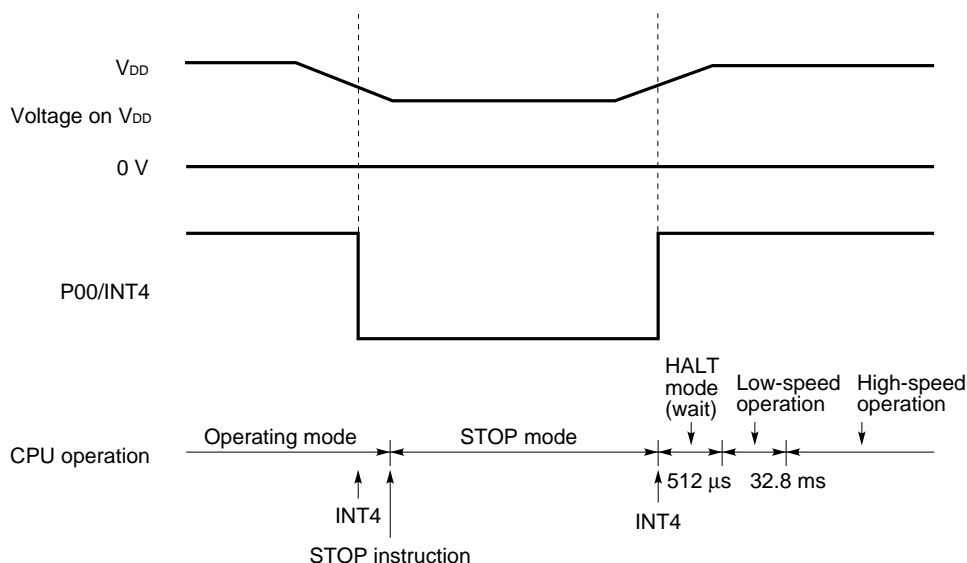 VDD
Voltage on VDD
0 V
P00/INT4
HALT
mode
(wait)
Low-speed
operation
High-speed
operation
CPU operation
Operating mode
STOP mode
512 µs
32.8 ms
INT4
INT4
STOP instruction